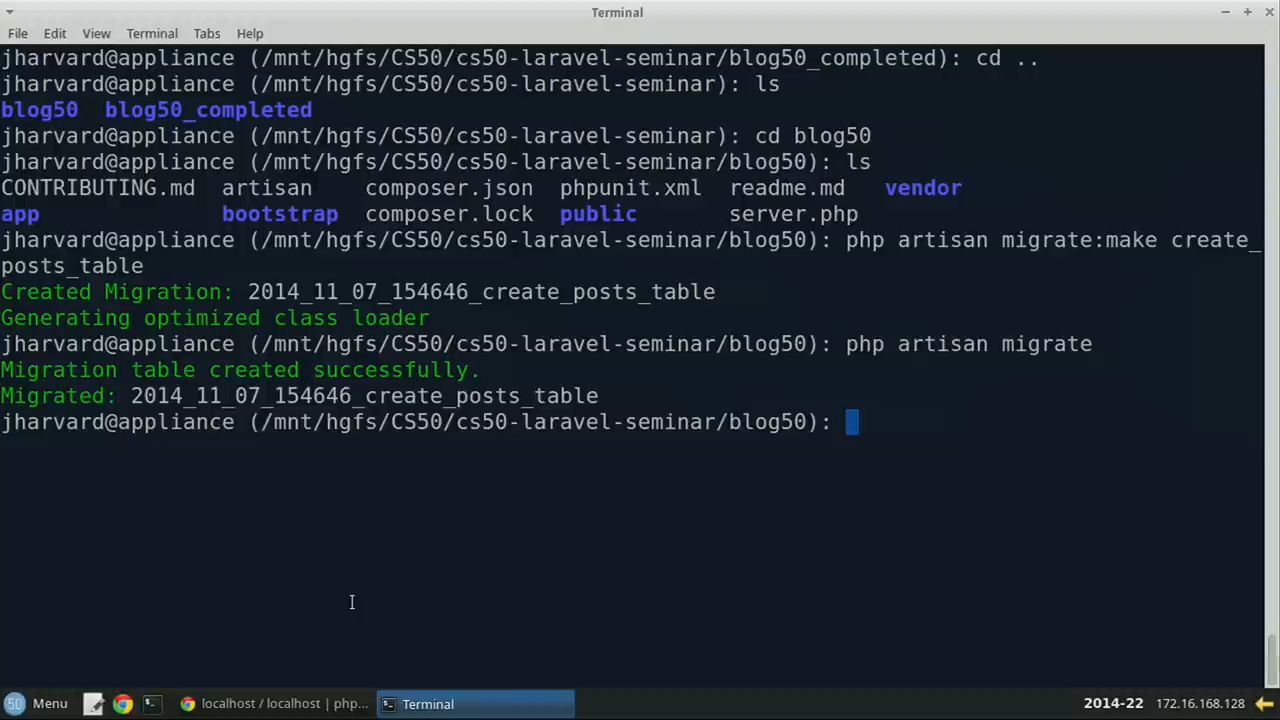 Terminal
File Edit View Terminal Tabs Help
jharvard@appliance (/mnt/hgfs/CS50/cs50-laravel-seminar/blog50_completed): cd ..
jharvard@appliance (/mnt/hgfs/CS50/cs50-laravel-seminar): ls
blog50 blog50_completed
jharvard@appliance (/mnt/hgfs/CS50/cs50-laravel-seminar): cd blog50
jharvard@appliance (/mnt/hgfs/CS50/cs50-laravel-seminar/blog50): ls
CONTRIBUTING.md artisan composer.json phpunit.xml readme.md vendor
app bootstrap composer.lock public server.php
jharvard@appliance (/mnt/hgfs/CS50/cs50-laravel-seminar/blog50): php artisan migrate:make create_
posts_table
Created Migration: 2014_11_07_154646_create_posts_table
Generating optimized class loader
jharvard@appliance (/mnt/hgfs/CS50/cs50-laravel-seminar/blog50): php artisan migrate
Migration table created successfully.
Migrated: 2014_11_07_154646_create_posts_table
jharvard@appliance (/mnt/hgfs/CS50/cs50-laravel-seminar/blog50):
50 Menu localhost / localhost | php... Terminal 2014-22 172.16.168.128